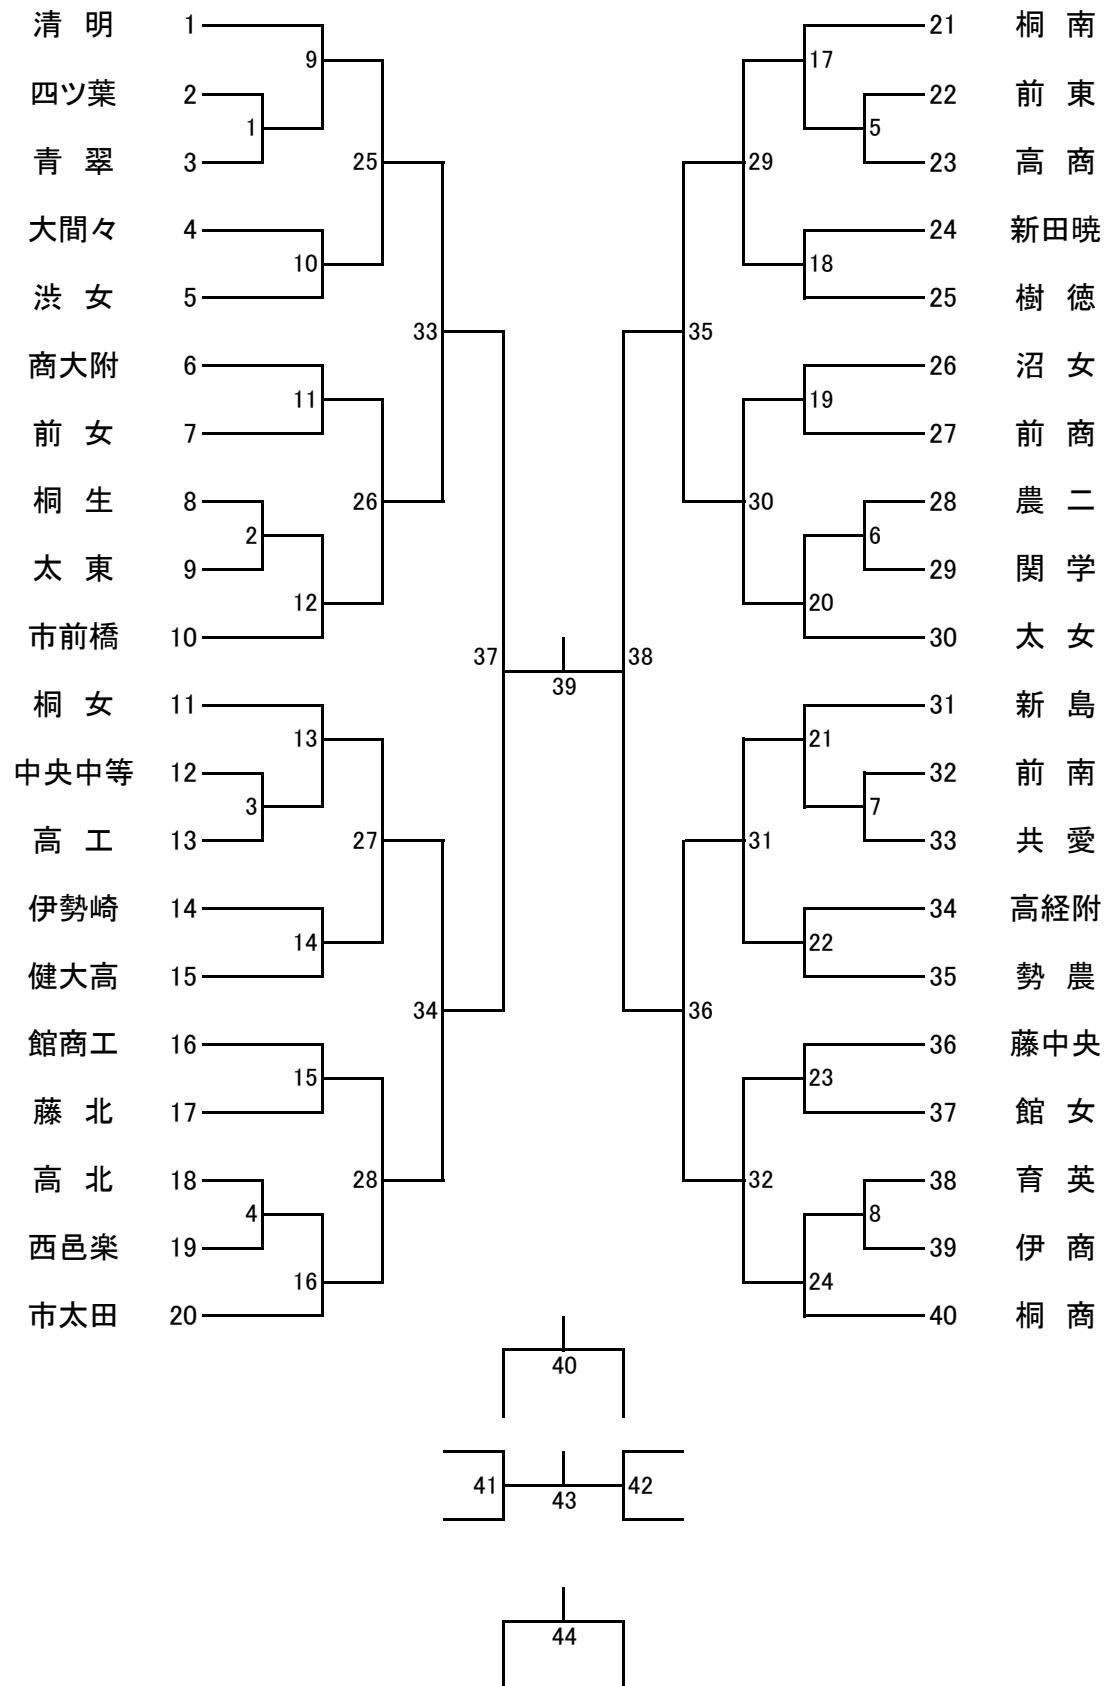 清 明 1 21 桐 南
9 17
四ツ葉 2 22 前 東
1 5
青 翠 3 25 29 23 高 商
大間々 4 24 新田暁
10 18
渋 女 5 25 樹 徳
33 35
商大附 6 26 沼 女
11 19
前 女 7 27 前 商
桐 生 8 26 30 28 農 二
2 6
太 東 9 29 関 学
12 20
市前橋 10 30 太 女
37 38
39
桐 女 11 31 新 島
13 21
中央中等 12 32 前 南
3 7
高 工 13 27 31 33 共 愛
伊勢崎 14 34 高経附
14 22
健大高 15 35 勢 農
34 36
館商工 16 36 藤中央
15 23
藤 北 17 37 館 女
高 北 18 28 32 38 育 英
4 8
西邑楽 19 39 伊 商
16 24
市太田 20 40 桐 商
40
41 42
43
44